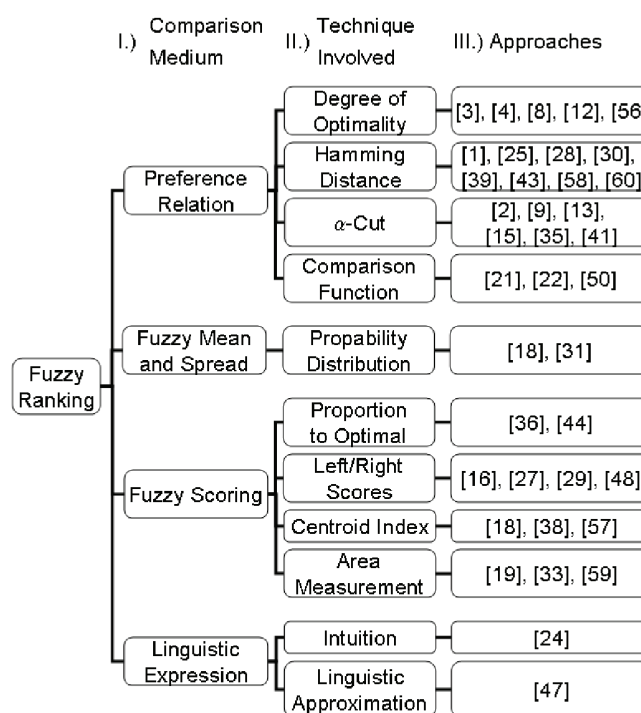 I.) Comparison Medium
II.) Technique Involved
III.) Approaches
Fuzzy
Ranking
Preference
Relation
Degree of
Optimality
[3], [4], [8], [12], [56
Hamming
Distance
[1], [25], [28], [30],
[39], [43], [58], [60]
α-Cut
[2], [9], [13],
[15], [35], [41]
Comparison
Function
[21], [22], [50]
Fuzzy Mean
and Spread
Propability
Distribution
[18], [31]
Fuzzy Scoring
Proportion
to Optimal
[36], [44]
Left/Right
Scores
[16], [27], [29], [48]
Centroid Index
[18], [38], [57]
Area
Measurement
[19], [33], [59]
Linguistic
Expression
Intuition
[24]
Linguistic
Approximation
[47]